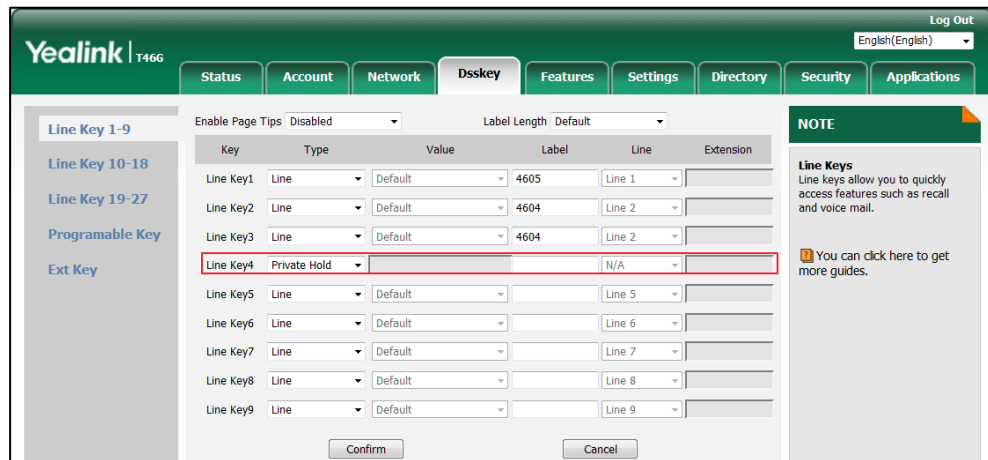 Log Out
Yealink | T46G
English(English)
Status Account Network Dsskey Features Settings Directory Security Applications
Line Key 1-9
Line Key 10-18
Line Key 19-27
Programable Key
Ext Key
Enable Page Tips Disabled Label Length Default
Key Type Value Label Line Extension
Line Key1 Line Default 4605 Line 1
Line Key2 Line Default 4604 Line 2
Line Key3 Line Default 4604 Line 2
Line Key4 Private Hold N/A
Line Key5 Line Default Line 5
Line Key6 Line Default Line 6
Line Key7 Line Default Line 7
Line Key8 Line Default Line 8
Line Key9 Line Default Line 9
Confirm Cancel
NOTE
Line Keys
Line keys allow you to quickly
access features such as recall
and voice mail.
? You can click here to get
more guides.